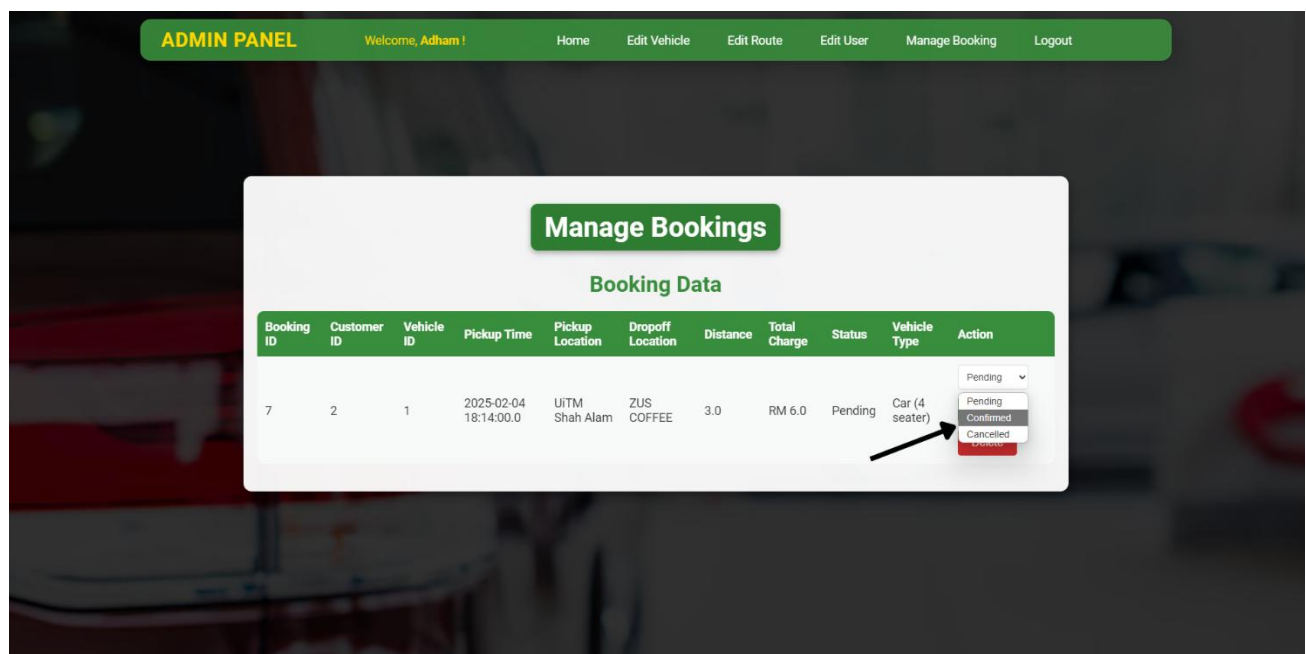 ADMIN PANEL Welcome, Adham ! Home Edit Vehicle Edit Route Edit User Manage Booking Logout
Manage Bookings
Booking Data
Booking ID Customer ID Vehicle ID Pickup Time Pickup Location Dropoff Location Distance Total Charge Status Vehicle Type Action
7 2 1 2025-02-04 18:14:00.0 UiTM Shah Alam ZUS COFFEE 3.0 RM 6.0 Pending Car (4 seater) Pending
Pending
Confirmed
Cancelled
Delete